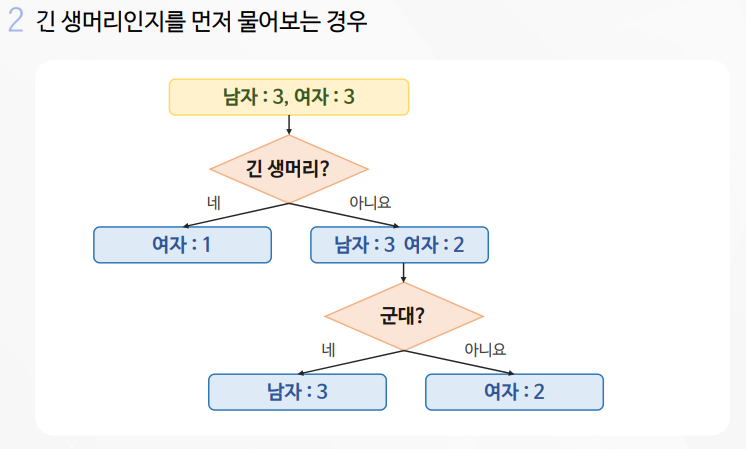 2 긴 생머리인지를 먼저 물어보는 경우
남자 : 3, 여자 : 3
긴 생머리?
네
아니요
여자 : 1
남자 : 3 여자 : 2
군대?
네
아니요
남자 : 3
여자 : 2